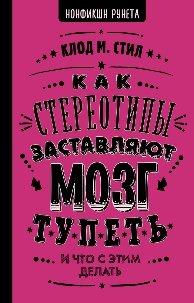 НОНФИКШН РУНЕТА
КЛОД М. СТИЛ
КАК
СТЕРЕОТИПЫ
ЗАСТАВЛЯЮТ
МОЗГ
ТУПЕТЬ
И ЧТО С ЭТИМ
ДЕЛАТЬ